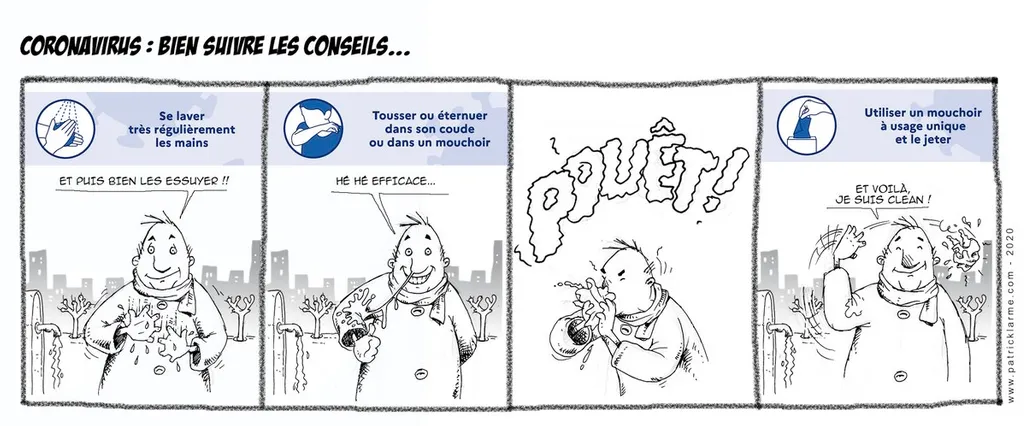 CORONAVIRUS : BIEN SUIVRE LES CONSEILS...
Se laver
très régulièrement
les mains
ET PUIS BIEN LES ESSUYER !!
Tousser ou éternuer
dans son coude
ou dans un mouchoir
HÉ HÉ EFFICACE...
POUÊT!
Utiliser un mouchoir
à usage unique
et le jeter
ET VOILÀ,
JE SUIS CLEAN !
www.patricklarme.com - 2020